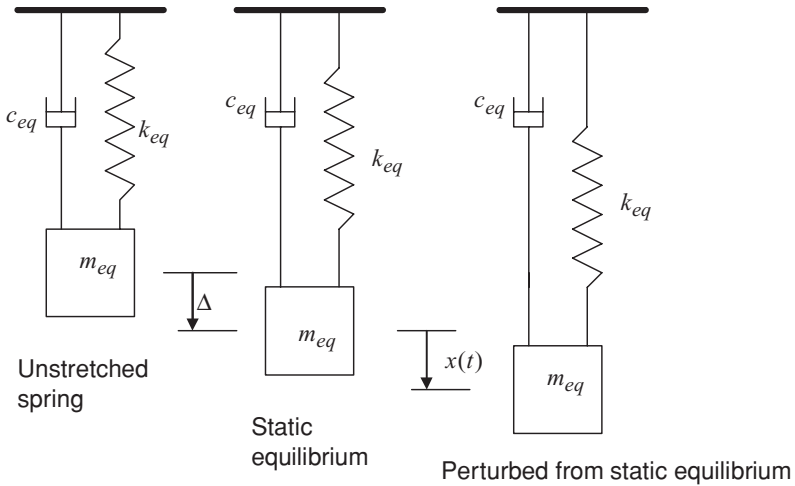 c_eq
k_eq
m_eq
Unstretched
spring
Δ
c_eq
k_eq
m_eq
Static
equilibrium
x(t)
c_eq
k_eq
m_eq
Perturbed from static equilibrium